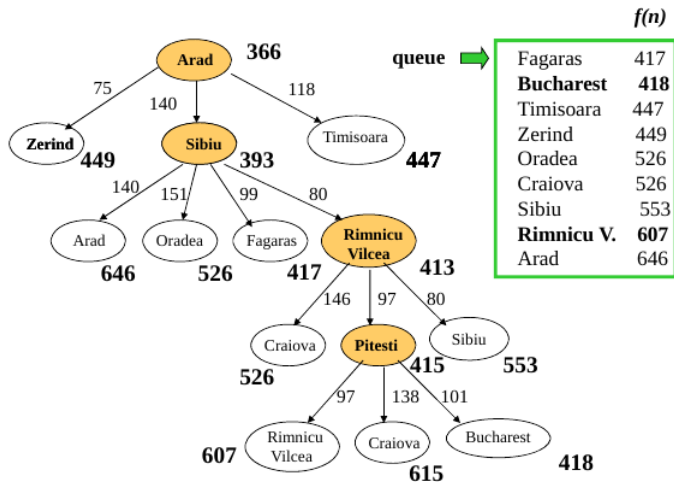 f(n)
Arad 366
queue
Fagaras 417
Bucharest 418
Timisoara 447
Zerind 449
Oradea 526
Craiova 526
Sibiu 553
Rimnicu V. 607
Arad 646
75
140
118
Zerind
449
Sibiu
393
Timisoara
447
140
151
99
80
Arad
646
Oradea
526
Fagaras
417
Rimnicu
Vilcea
413
146
97
80
Craiova
526
Pitesti
415
Sibiu
553
97
138
101
607
Rimnicu
Vilcea
Craiova
615
Bucharest
418